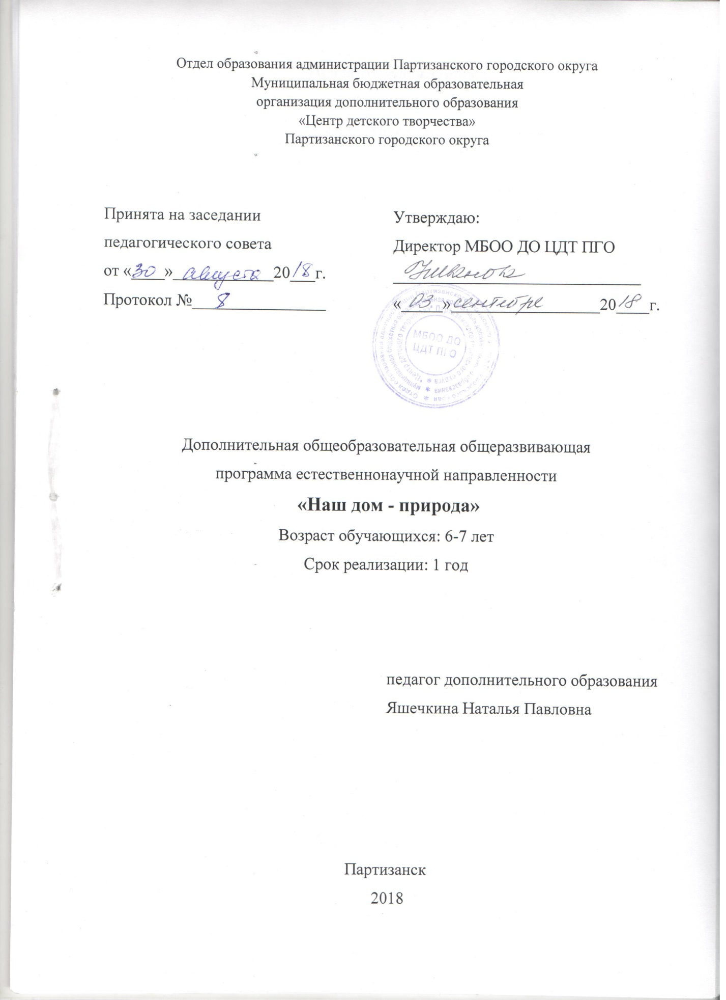 Отдел образования администрации Партизанского городского округа
Муниципальная бюджетная образовательная
организация дополнительного образования
«Центр детского творчества»
Партизанского городского округа
Принята на заседании
педагогического совета
от «30» августа 2018 г.
Протокол № 8
Утверждаю:
Директор МБОО ДО ЦДТ ПГО
«03» сентября 2018 г.
МБОО ДО
ЦДТ ПГО
Дополнительная общеобразовательная общеразвивающая
программа естественнонаучной направленности
«Наш дом - природа»
Возраст обучающихся: 6-7 лет
Срок реализации: 1 год
педагог дополнительного образования
Яшечкина Наталья Павловна
Партизанск
2018